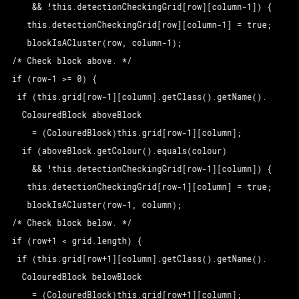 && !this.detectionCheckingGrid[row][column-1]) {
this.detectionCheckingGrid[row][column-1] = true;
blockIsACluster(row, column-1);
/* Check block above. */
if (row-1 >= 0) {
if (this.grid[row-1][column].getClass().getName().
ColouredBlock aboveBlock
= (ColouredBlock)this.grid[row-1][column];
if (aboveBlock.getColour().equals(colour)
&& !this.detectionCheckingGrid[row-1][column]) {
this.detectionCheckingGrid[row-1][column] = true;
blockIsACluster(row-1, column);
/* Check block below. */
if (row+1 < grid.length) {
if (this.grid[row+1][column].getClass().getName().
ColouredBlock belowBlock
= (ColouredBlock)this.grid[row+1][column];